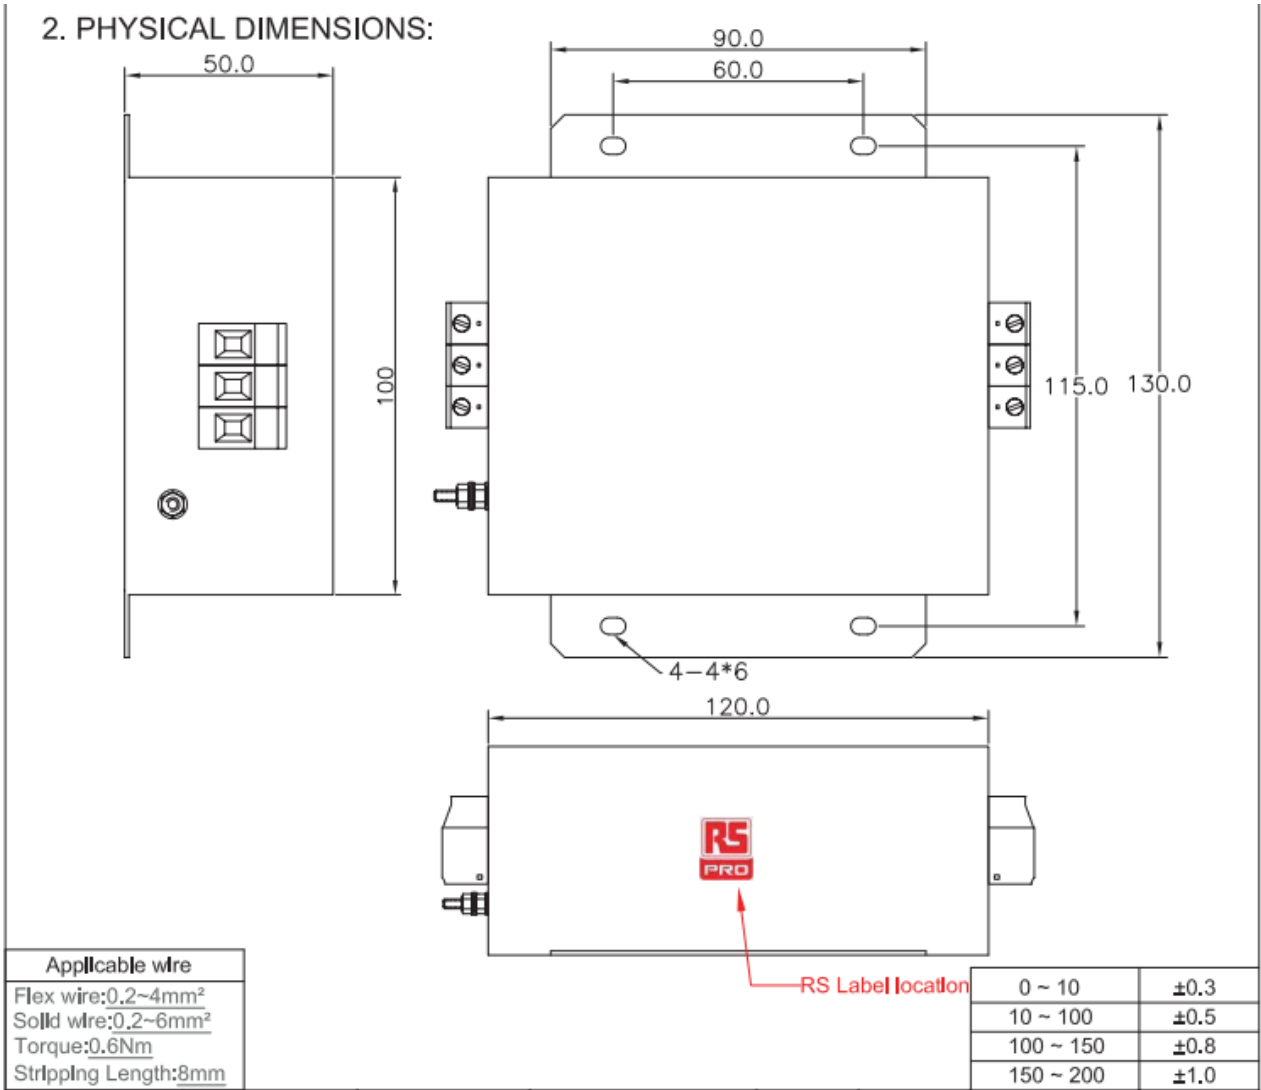 2. PHYSICAL DIMENSIONS:
50.0
90.0
60.0
100
115.0
130.0
4-4*6
120.0
RS
PRO
RS Label location
Applicable wire
Flex wire:0.2~4mm²
Solid wire:0.2~6mm²
Torque:0.6Nm
Stripping Length:8mm
0 ~ 10 ±0.3
10 ~ 100 ±0.5
100 ~ 150 ±0.8
150 ~ 200 ±1.0